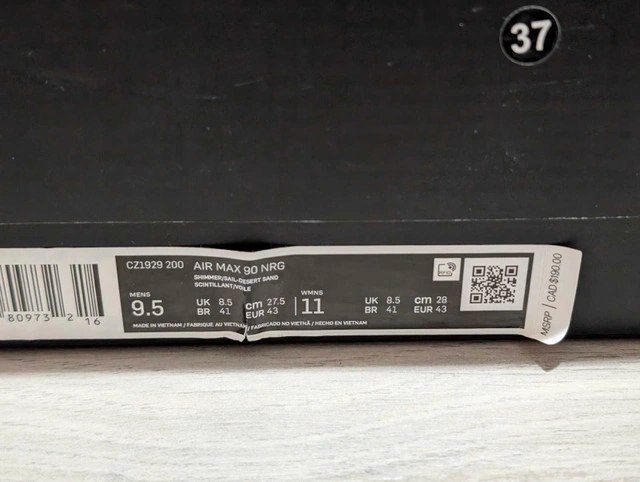 37
CZ1929 200 AIR MAX 90 NRG
SHIMMER/SAIL-DESERT SAND
SCINTILLANT/VOILE
MENS
9.5
UK 8.5
BR 41
cm 27.5
EUR 43
WMNS
11
UK 8.5
BR 41
cm 28
EUR 43
MADE IN VIETNAM / FABRIQUÉ AU VIETNAM / FABRICADO NO VIETNÃ / HECHO EN VIETNAM
80973 2 16
MSRP | CAD $190.00